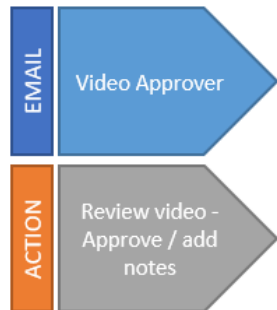 EMAIL
Video Approver
ACTION
Review video -
Approve / add
notes